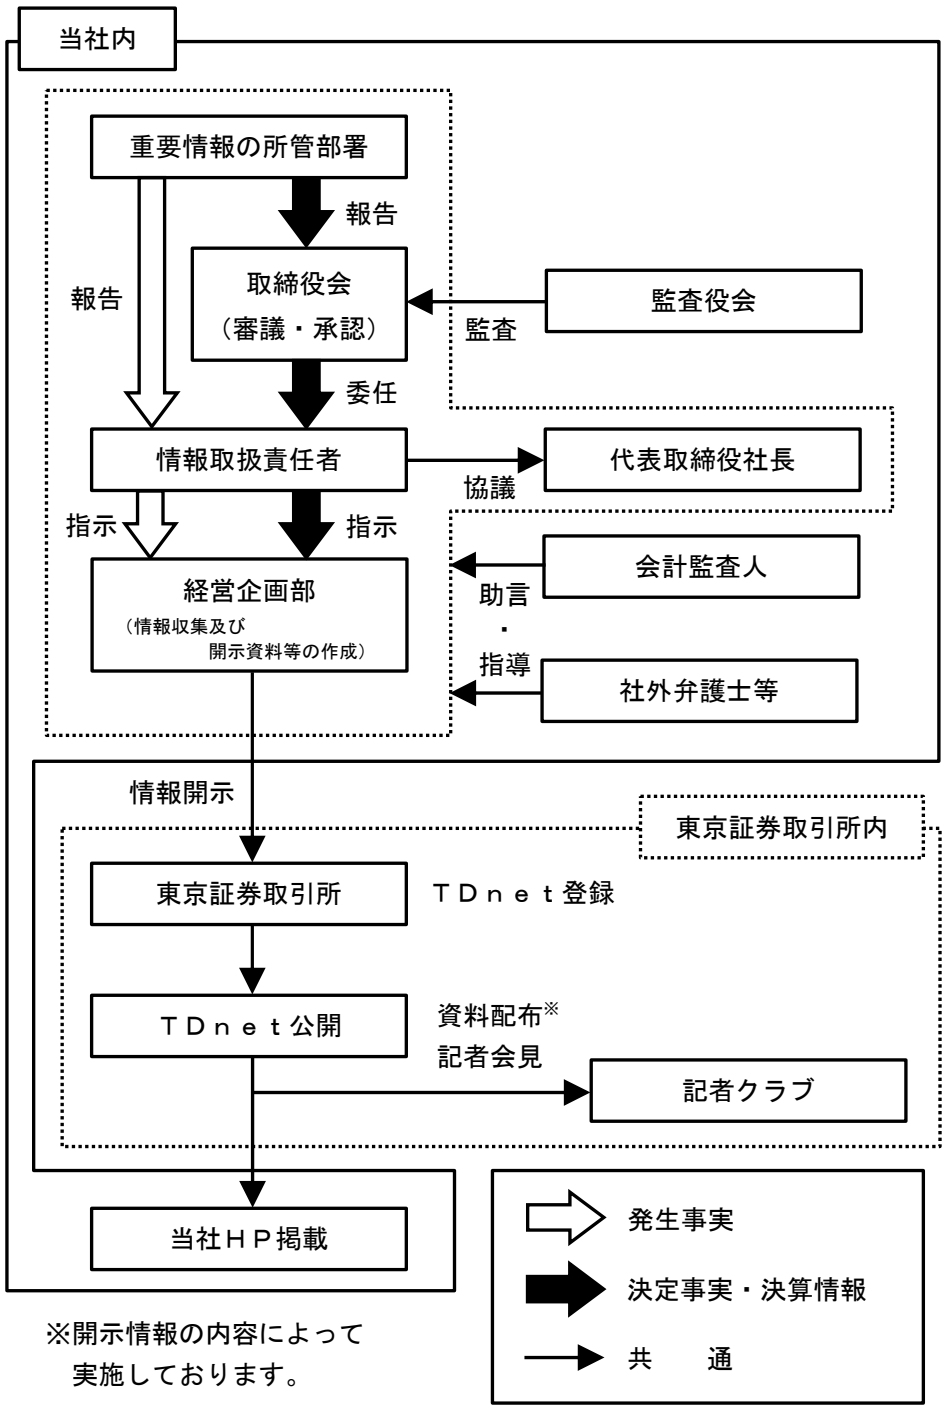 当社内
重要情報の所管部署
報告
報告
取締役会
(審議・承認)
監査役会
監査
委任
情報取扱責任者
代表取締役社長
協議
指示
指示
経営企画部
(情報収集及び
開示資料等の作成)
会計監査人
助言
・
指導
社外弁護士等
情報開示
東京証券取引所内
東京証券取引所
TDnet登録
TDnet公開
資料配布※
記者会見
記者クラブ
当社HP掲載
発生事実
決定事実・決算情報
共　　通
※開示情報の内容によって
実施しております。